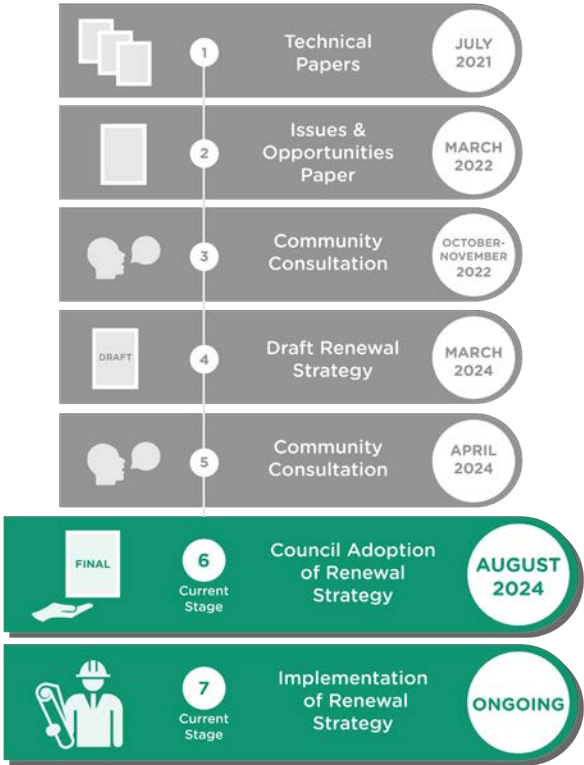 1
Technical
Papers
JULY
2021
2
Issues &
Opportunities
Paper
MARCH
2022
3
Community
Consultation
OCTOBER-
NOVEMBER
2022
DRAFT
4
Draft Renewal
Strategy
MARCH
2024
5
Community
Consultation
APRIL
2024
FINAL
6
Current
Stage
Council Adoption
of Renewal
Strategy
AUGUST
2024
7
Current
Stage
Implementation
of Renewal
Strategy
ONGOING